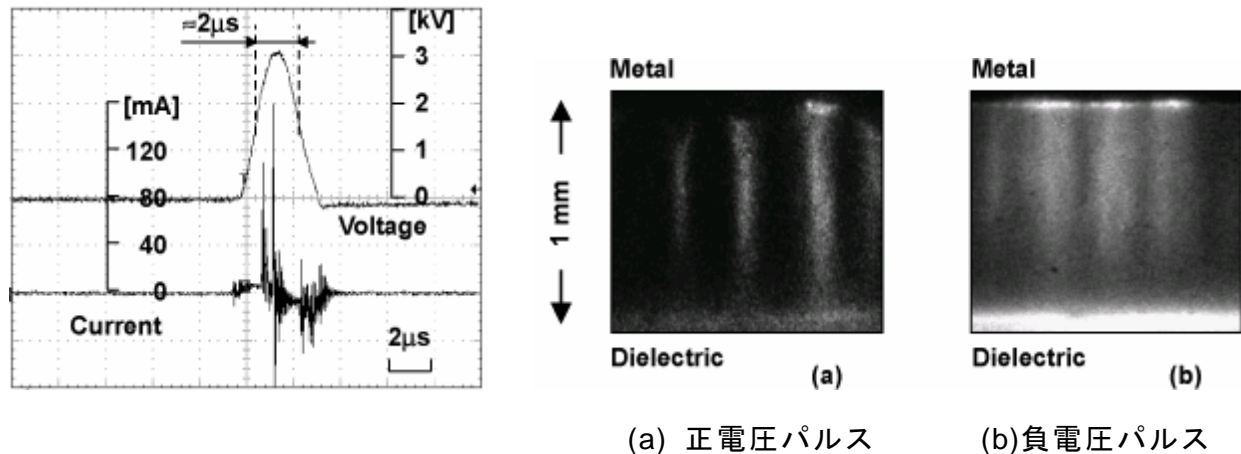 ≈2μs
[kV]
3
2
1
0
[mA]
120
80
40
0
Voltage
Current
2μs
Metal
1 mm
Dielectric
(a)
Metal
Dielectric
(b)
(a) 正電圧パルス
(b)負電圧パルス